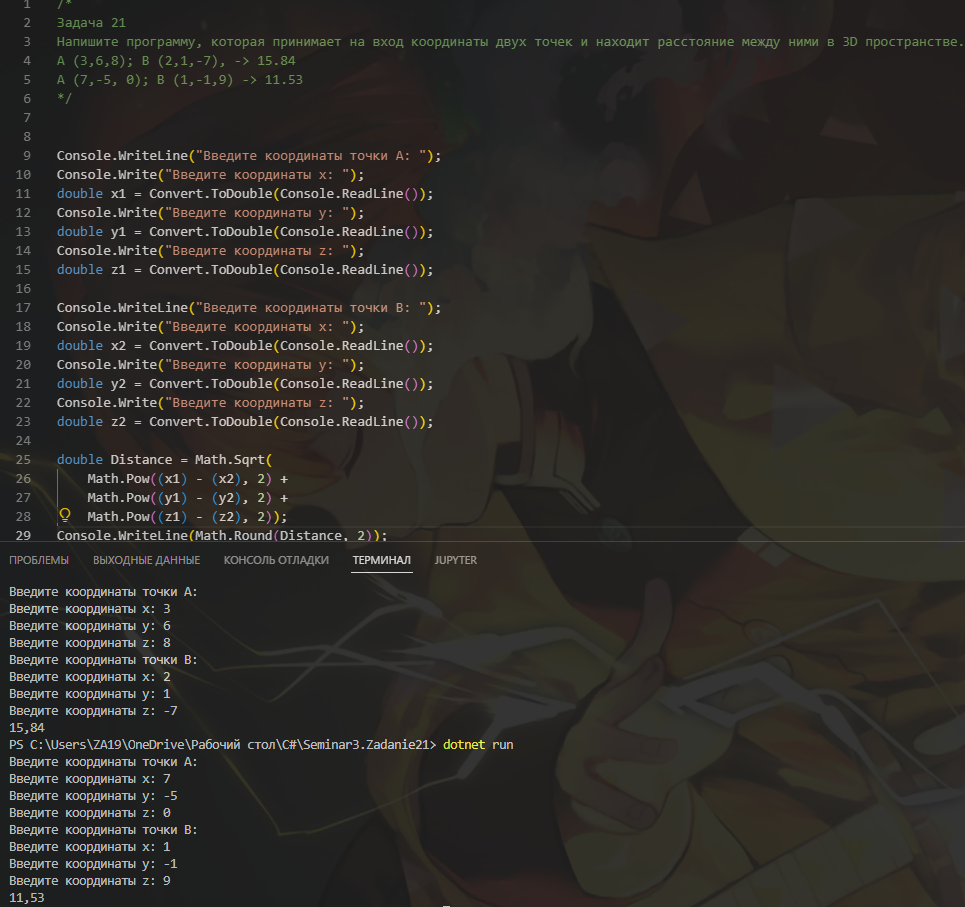 1 /*
2 Задача 21
3 Напишите программу, которая принимает на вход координаты двух точек и находит расстояние между ними в 3D пространстве.
4 A (3,6,8); B (2,1,-7), -> 15.84
5 A (7,-5, 0); B (1,-1,9) -> 11.53
6 */
7
8
9 Console.WriteLine("Введите координаты точки A: ");
10 Console.Write("Введите координаты x: ");
11 double x1 = Convert.ToDouble(Console.ReadLine());
12 Console.Write("Введите координаты y: ");
13 double y1 = Convert.ToDouble(Console.ReadLine());
14 Console.Write("Введите координаты z: ");
15 double z1 = Convert.ToDouble(Console.ReadLine());
16
17 Console.WriteLine("Введите координаты точки B: ");
18 Console.Write("Введите координаты x: ");
19 double x2 = Convert.ToDouble(Console.ReadLine());
20 Console.Write("Введите координаты y: ");
21 double y2 = Convert.ToDouble(Console.ReadLine());
22 Console.Write("Введите координаты z: ");
23 double z2 = Convert.ToDouble(Console.ReadLine());
24
25 double Distance = Math.Sqrt(
26 Math.Pow((x1) - (x2), 2) +
27 Math.Pow((y1) - (y2), 2) +
28 Math.Pow((z1) - (z2), 2));
29 Console.WriteLine(Math.Round(Distance, 2));
ПРОБЛЕМЫ ВЫХОДНЫЕ ДАННЫЕ КОНСОЛЬ ОТЛАДКИ ТЕРМИНАЛ JUPYTER
Введите координаты точки A:
Введите координаты x: 3
Введите координаты y: 6
Введите координаты z: 8
Введите координаты точки B:
Введите координаты x: 2
Введите координаты y: 1
Введите координаты z: -7
15,84
PS C:\Users\ZA19\OneDrive\Рабочий стол\C#\Seminar3.Zadanie21> dotnet run
Введите координаты точки A:
Введите координаты x: 7
Введите координаты y: -5
Введите координаты z: 0
Введите координаты точки B:
Введите координаты x: 1
Введите координаты y: -1
Введите координаты z: 9
11,53